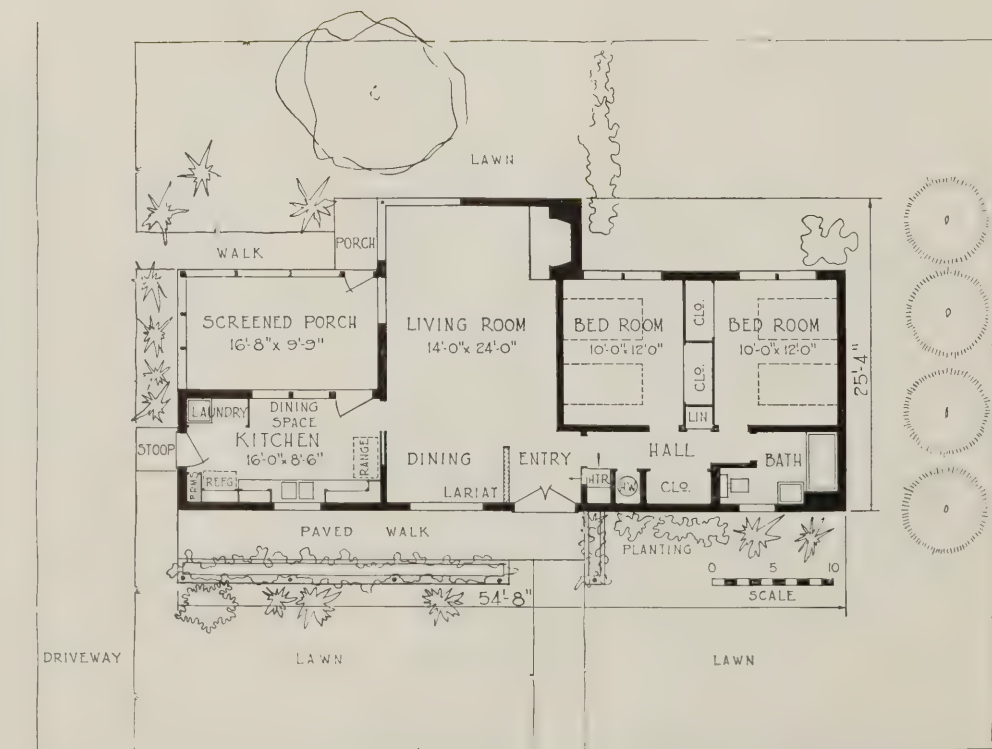 LAWN
WALK
PORCH
SCREENED PORCH
16'-8" x 9'-9"
LIVING ROOM
14'-0" x 24'-0"
BED ROOM
10'-0" x 12'-0"
CLO.
CLO.
BED ROOM
10'-0" x 12'-0"
25'-4"
LAUNDRY
DINING
SPACE
KITCHEN
16'-0" x 8'-6"
RANGE
LIN
STOOP
REFG
DINING
LARIAT
ENTRY
HALL
BATH
HTR
HW
CLO.
PAVED WALK
PLANTING
0 5 10
SCALE
54'-8"
DRIVEWAY
LAWN
LAWN